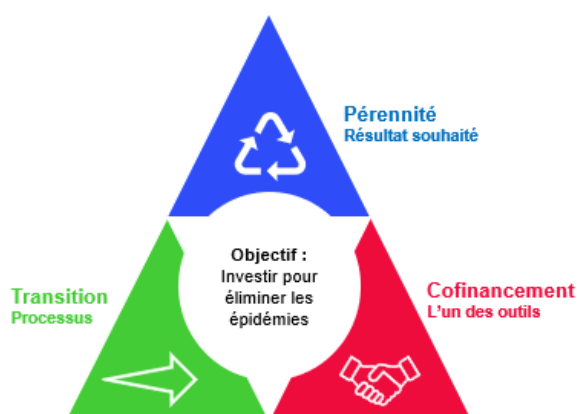 Pérennité
Résultat souhaité
Objectif :
Investir pour
éliminer les
épidémies
Transition
Processus
Cofinancement
L'un des outils